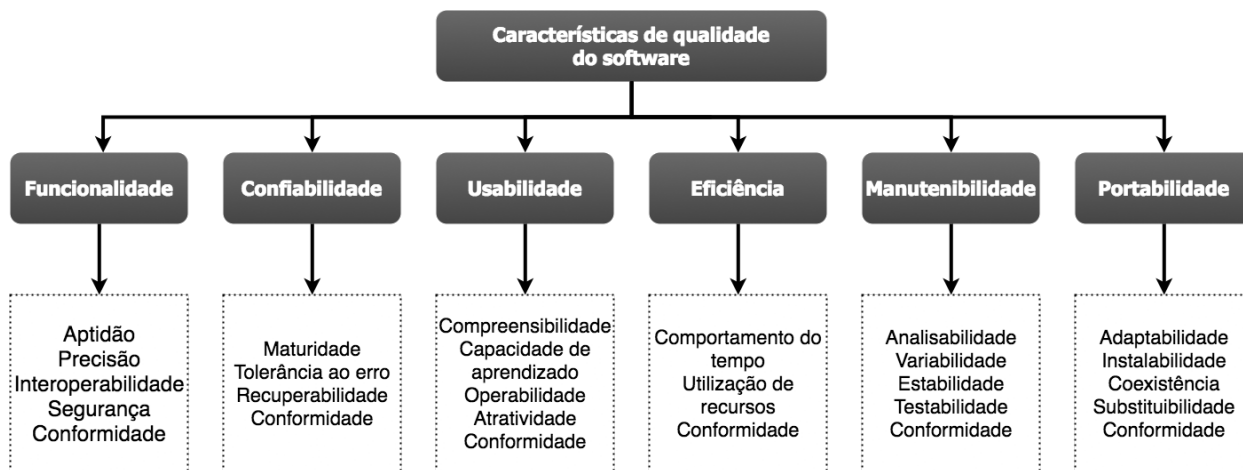 Características de qualidade
do software
Funcionalidade
Confiabilidade
Usabilidade
Eficiência
Manutenibilidade
Portabilidade
Aptidão
Precisão
Interoperabilidade
Segurança
Conformidade
Maturidade
Tolerância ao erro
Recuperabilidade
Conformidade
Compreensibilidade
Capacidade de
aprendizado
Operabilidade
Atratividade
Conformidade
Comportamento do
tempo
Utilização de
recursos
Conformidade
Analisabilidade
Variabilidade
Estabilidade
Testabilidade
Conformidade
Adaptabilidade
Instalabilidade
Coexistência
Substituibilidade
Conformidade